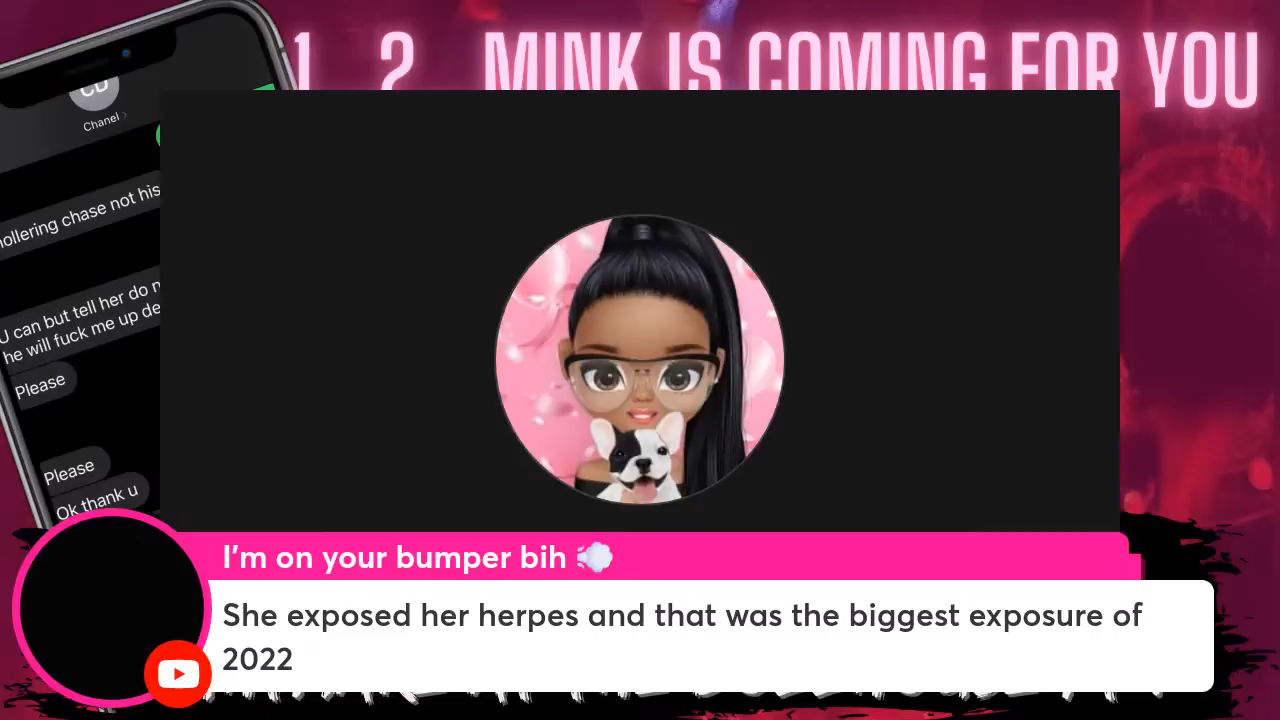 1 2 MINK IS COMING FOR YOU
Chanel
hollering chase not his
U can but tell her do
he will fuck me up
Please
Please
Ok thank u
I'm on your bumper bih 💨
She exposed her herpes and that was the biggest exposure of
2022